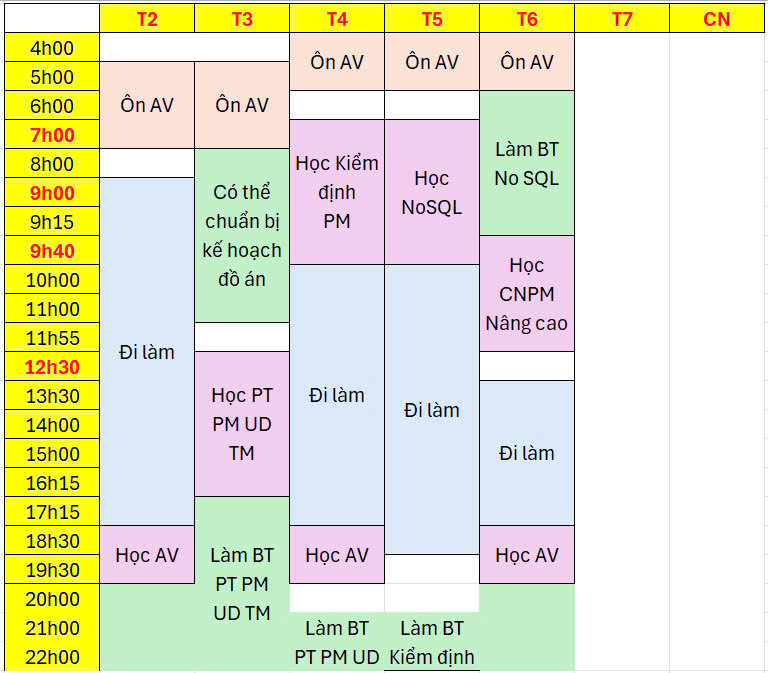 T2 T3 T4 T5 T6 T7 CN
4h00
Ôn AV Ôn AV Ôn AV
5h00
Ôn AV Ôn AV
6h00
7h00
Làm BT
No SQL
8h00
Học Kiểm
định
PM
Học
NoSQL
9h00
Có thể
chuẩn bị
kế hoạch
đồ án
9h15
9h40
Học
CNPM
Nâng cao
10h00
11h00
11h55
Đi làm
12h30
13h30
Học PT
PM UD
TM
Đi làm
Đi làm
14h00
15h00
Đi làm
16h15
17h15
18h30
Học AV
Làm BT
PT PM
UD TM
Học AV
Học AV
19h30
20h00
21h00
Làm BT
PT PM UD
Làm BT
Kiểm định
22h00